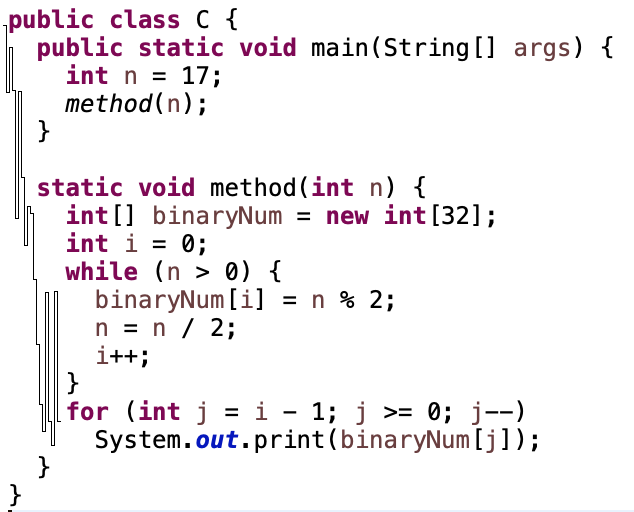 public class C {
  public static void main(String[] args) {
    int n = 17;
    method(n);
  }

  static void method(int n) {
    int[] binaryNum = new int[32];
    int i = 0;
    while (n > 0) {
      binaryNum[i] = n % 2;
      n = n / 2;
      i++;
    }
    for (int j = i - 1; j >= 0; j--)
      System.out.print(binaryNum[j]);
  }
}